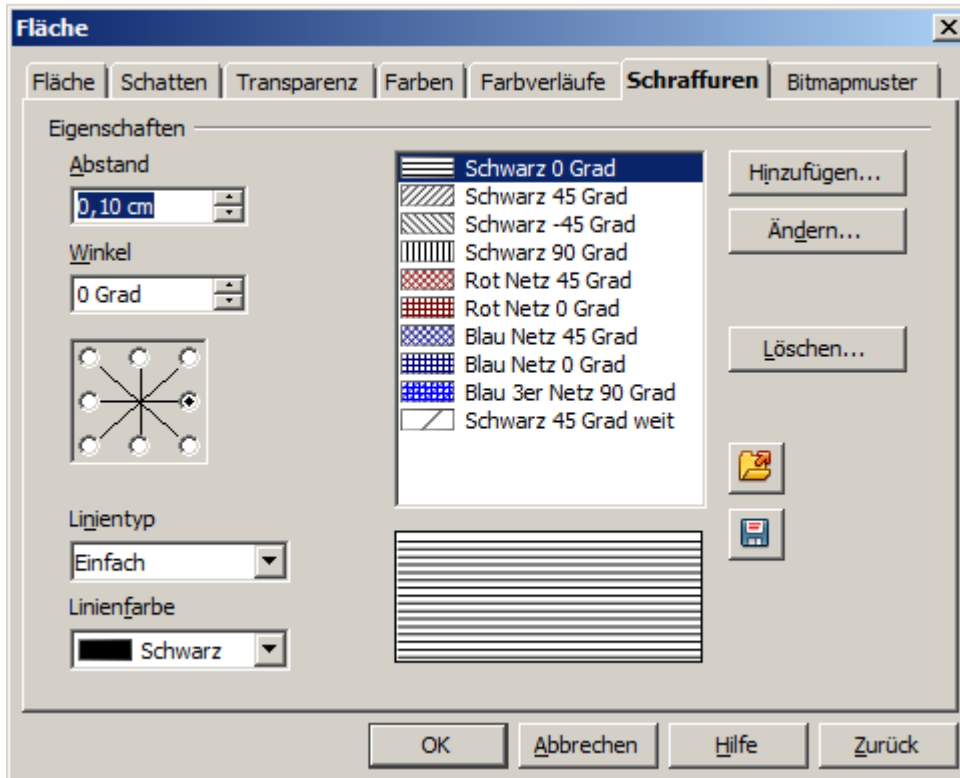 Fläche
Fläche Schatten Transparenz Farben Farbverläufe Schraffuren Bitmapmuster
Eigenschaften
Abstand
0,10 cm
Winkel
0 Grad
Linientyp
Einfach
Linienfarbe
Schwarz
Schwarz 0 Grad
Schwarz 45 Grad
Schwarz -45 Grad
Schwarz 90 Grad
Rot Netz 45 Grad
Rot Netz 0 Grad
Blau Netz 45 Grad
Blau Netz 0 Grad
Blau 3er Netz 90 Grad
Schwarz 45 Grad weit
Hinzufügen...
Ändern...
Löschen...
OK Abbrechen Hilfe Zurück